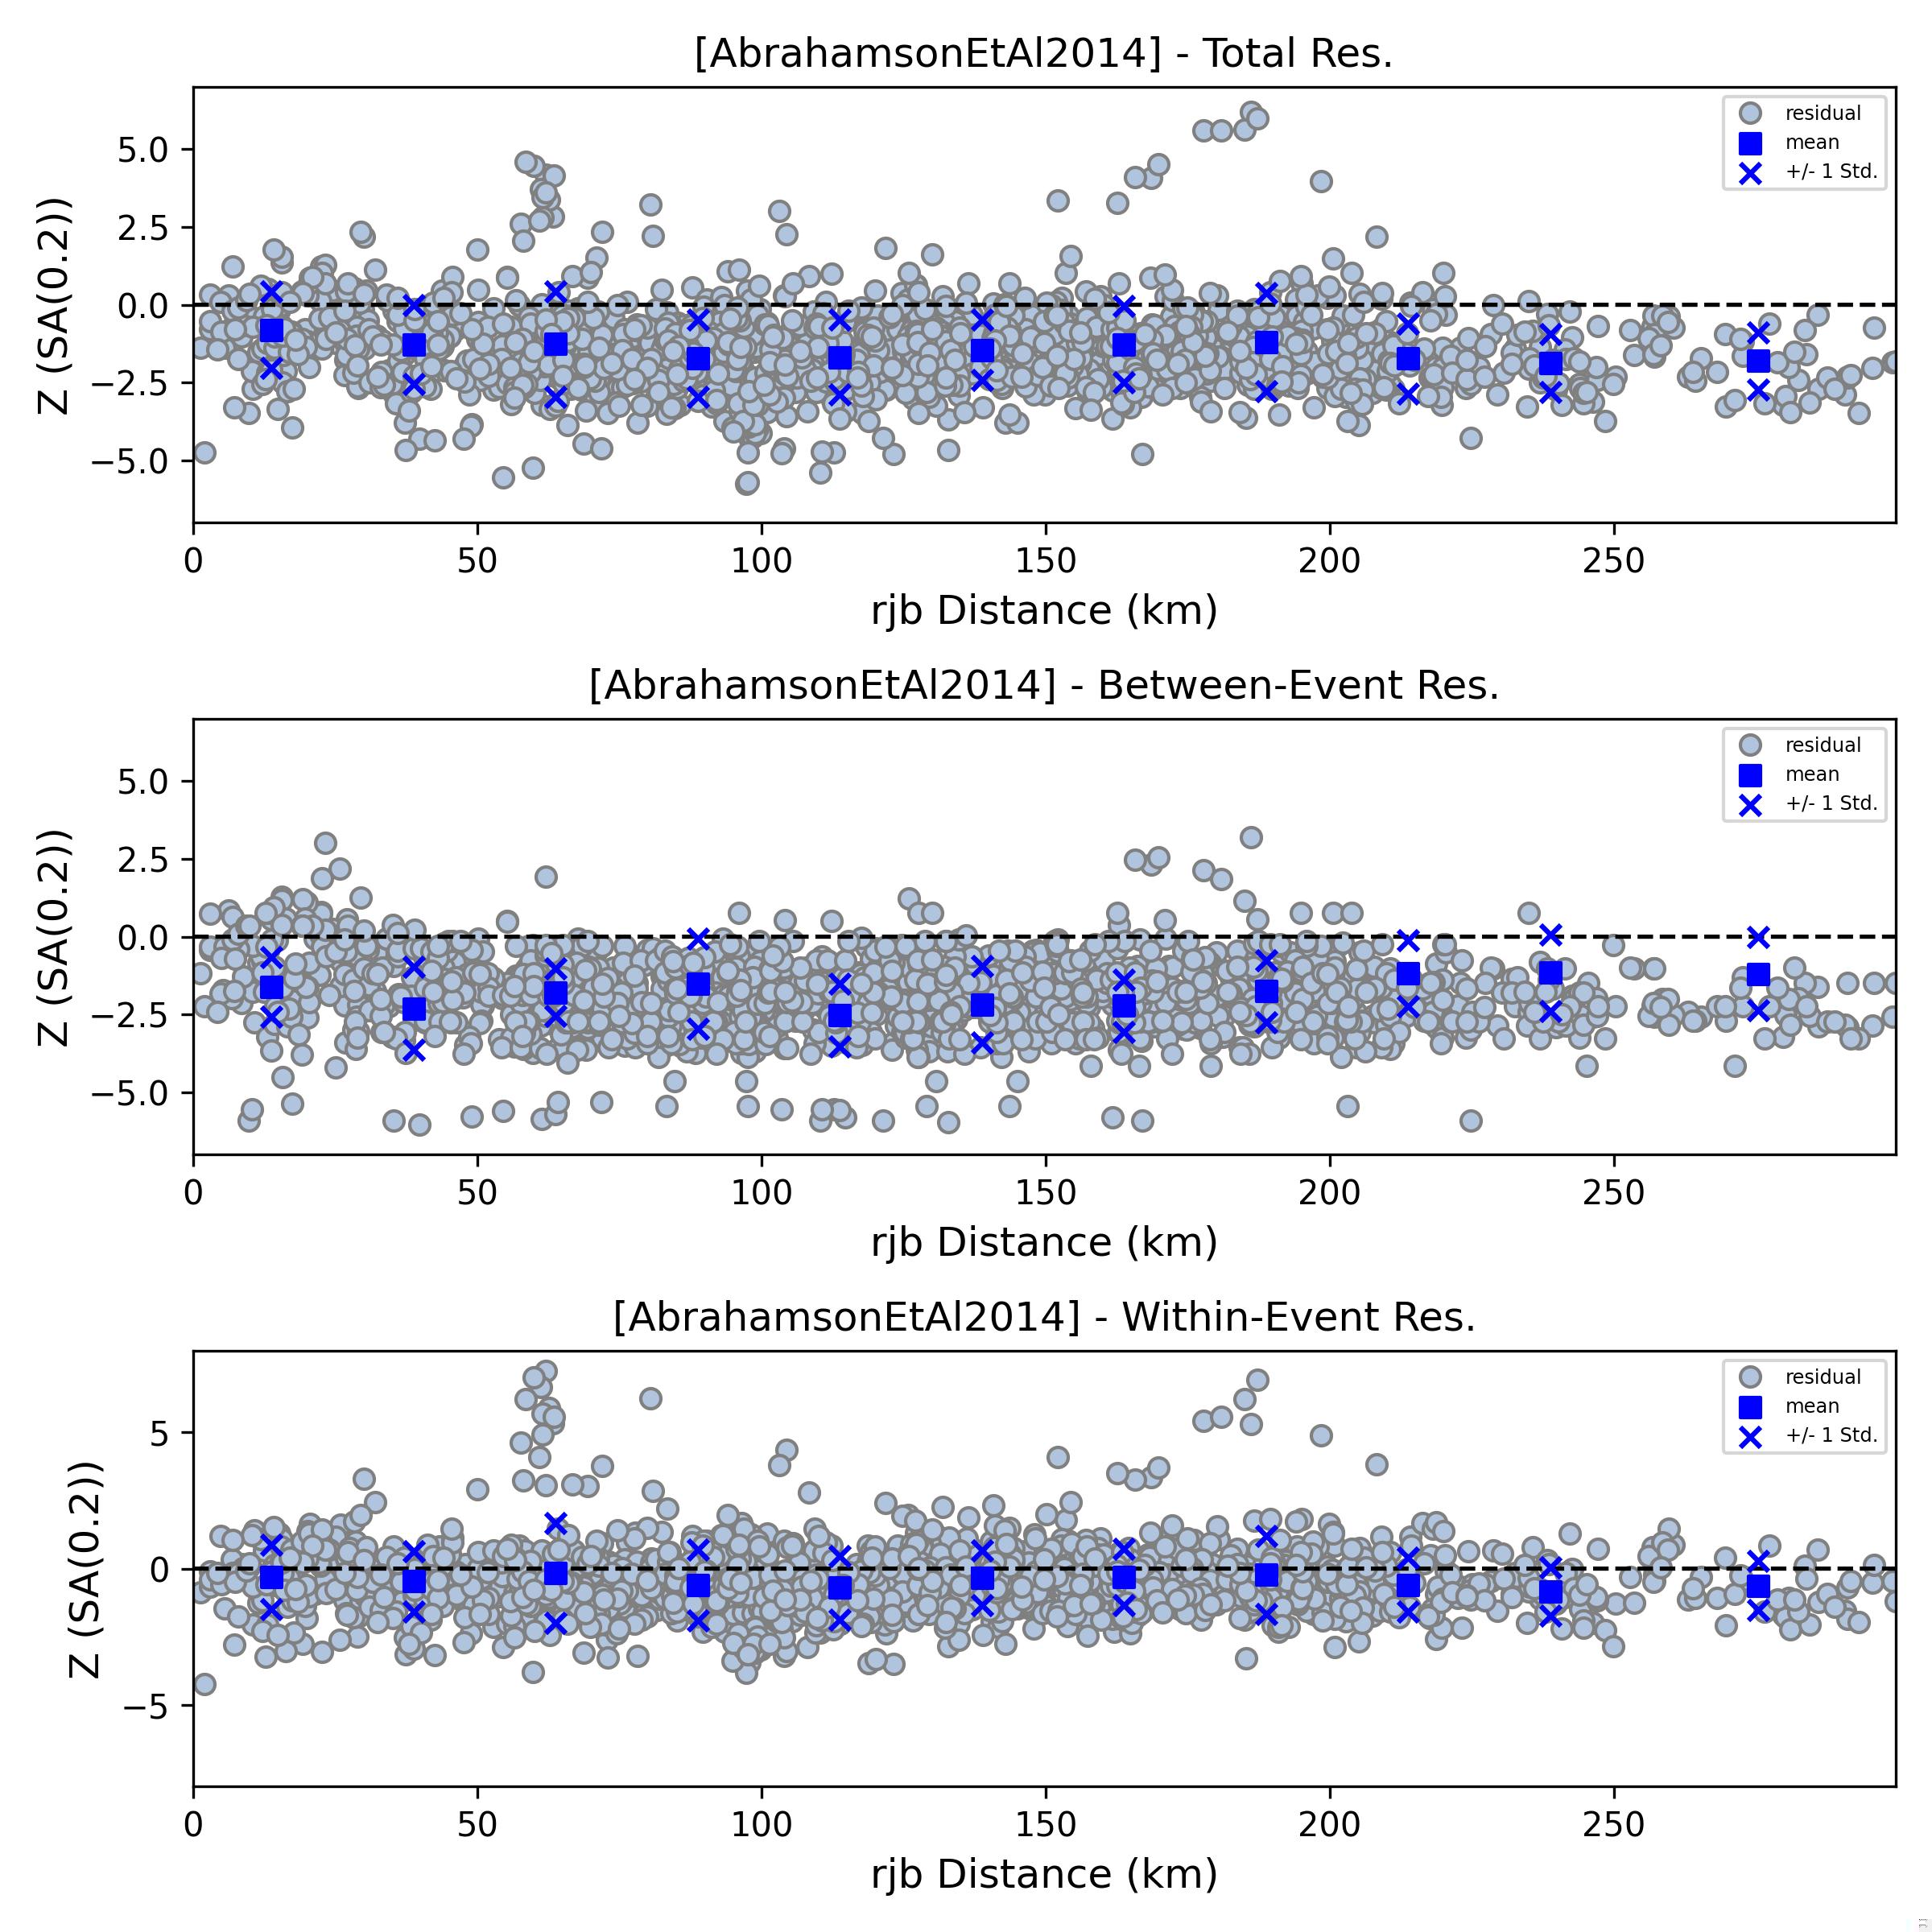 [AbrahamsonEtAl2014] - Total Res.
residual
mean
+/- 1 Std.
5.0
2.5
0.0
−2.5
−5.0
Z (SA(0.2))
0 50 100 150 200 250
rjb Distance (km)
[AbrahamsonEtAl2014] - Between-Event Res.
residual
mean
+/- 1 Std.
5.0
2.5
0.0
−2.5
−5.0
Z (SA(0.2))
0 50 100 150 200 250
rjb Distance (km)
[AbrahamsonEtAl2014] - Within-Event Res.
residual
mean
+/- 1 Std.
5
0
−5
Z (SA(0.2))
0 50 100 150 200 250
rjb Distance (km)